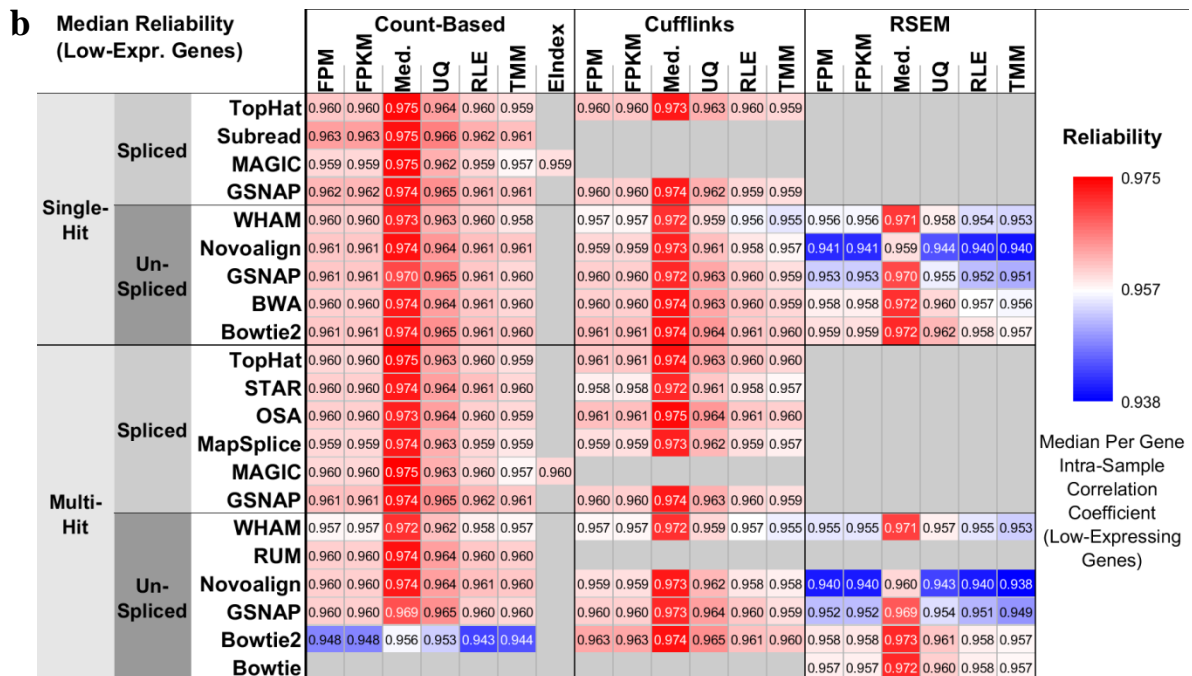 b Median Reliability (Low-Expr. Genes)
Count-Based Cufflinks RSEM
FPM FPKM Med. UQ RLE TMM EIndex FPM FPKM Med. UQ RLE TMM FPM FPKM Med. UQ RLE TMM
Single-Hit
Spliced
TopHat 0.960 0.960 0.975 0.964 0.960 0.959 0.960 0.960 0.973 0.963 0.960 0.959
Subread 0.963 0.963 0.975 0.966 0.962 0.961
MAGIC 0.959 0.959 0.975 0.962 0.959 0.957 0.959
GSNAP 0.962 0.962 0.974 0.965 0.961 0.961 0.960 0.960 0.974 0.962 0.959 0.959
Un-Spliced
WHAM 0.960 0.960 0.973 0.963 0.960 0.958 0.957 0.957 0.972 0.959 0.956 0.955 0.956 0.956 0.971 0.958 0.954 0.953
Novoalign 0.961 0.961 0.974 0.964 0.961 0.960 0.959 0.959 0.973 0.961 0.958 0.957 0.941 0.941 0.959 0.944 0.940 0.940
GSNAP 0.961 0.961 0.970 0.965 0.961 0.960 0.960 0.960 0.972 0.963 0.960 0.959 0.953 0.953 0.970 0.955 0.952 0.951
BWA 0.960 0.960 0.974 0.964 0.961 0.960 0.960 0.960 0.974 0.963 0.960 0.959 0.958 0.958 0.972 0.960 0.957 0.956
Bowtie2 0.961 0.961 0.974 0.965 0.961 0.960 0.961 0.961 0.974 0.964 0.961 0.960 0.959 0.959 0.972 0.962 0.958 0.957
Multi-Hit
Spliced
TopHat 0.960 0.960 0.975 0.963 0.960 0.959 0.961 0.961 0.974 0.963 0.960 0.960
STAR 0.960 0.960 0.974 0.964 0.961 0.960 0.958 0.958 0.972 0.961 0.958 0.957
OSA 0.960 0.960 0.973 0.964 0.960 0.959 0.961 0.961 0.975 0.964 0.961 0.960
MapSplice 0.959 0.959 0.974 0.963 0.959 0.959 0.959 0.959 0.973 0.962 0.959 0.957
MAGIC 0.960 0.960 0.975 0.963 0.960 0.957 0.960
GSNAP 0.961 0.961 0.974 0.965 0.962 0.961 0.960 0.960 0.974 0.963 0.960 0.959
Un-Spliced
WHAM 0.957 0.957 0.972 0.962 0.958 0.957 0.957 0.957 0.972 0.959 0.957 0.955 0.955 0.955 0.971 0.957 0.955 0.953
RUM 0.960 0.960 0.974 0.964 0.960 0.960
Novoalign 0.960 0.960 0.974 0.964 0.961 0.960 0.959 0.959 0.973 0.962 0.958 0.958 0.940 0.940 0.960 0.943 0.940 0.938
GSNAP 0.960 0.960 0.969 0.965 0.960 0.960 0.960 0.960 0.973 0.964 0.960 0.959 0.952 0.952 0.969 0.954 0.951 0.949
Bowtie2 0.948 0.948 0.956 0.953 0.943 0.944 0.963 0.963 0.974 0.965 0.961 0.960 0.958 0.958 0.973 0.961 0.958 0.957
Bowtie 0.957 0.957 0.972 0.960 0.958 0.957
Reliability
0.975
0.957
0.938
Median Per Gene
Intra-Sample
Correlation
Coefficient
(Low-Expressing
Genes)